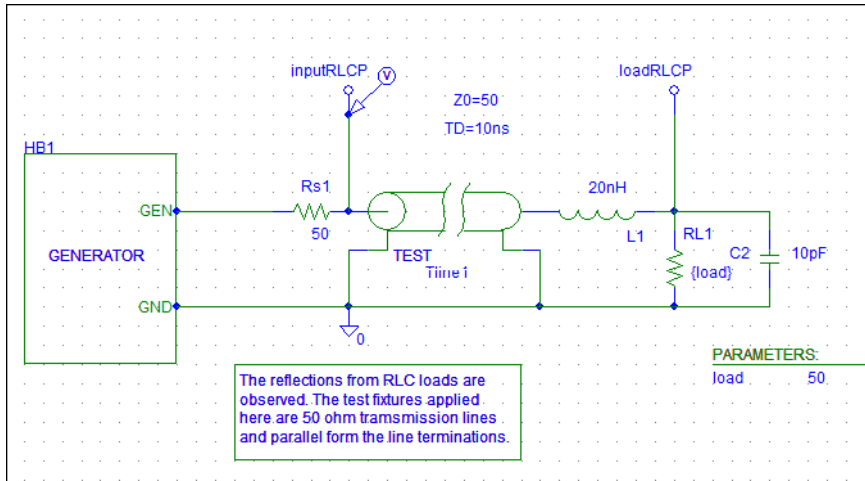 inputRLCP
V
loadRLCP
Z0=50
TD=10ns
HB1
GEN
Rs1
50
20nH
L1
RL1
{load}
C2
10pF
GENERATOR
TEST
Tline1
GND
0
The reflections from RLC loads are
observed. The test fixtures applied
here are 50 ohm tramsmission lines
and parallel form the line terminations.
PARAMETERS:
load 50